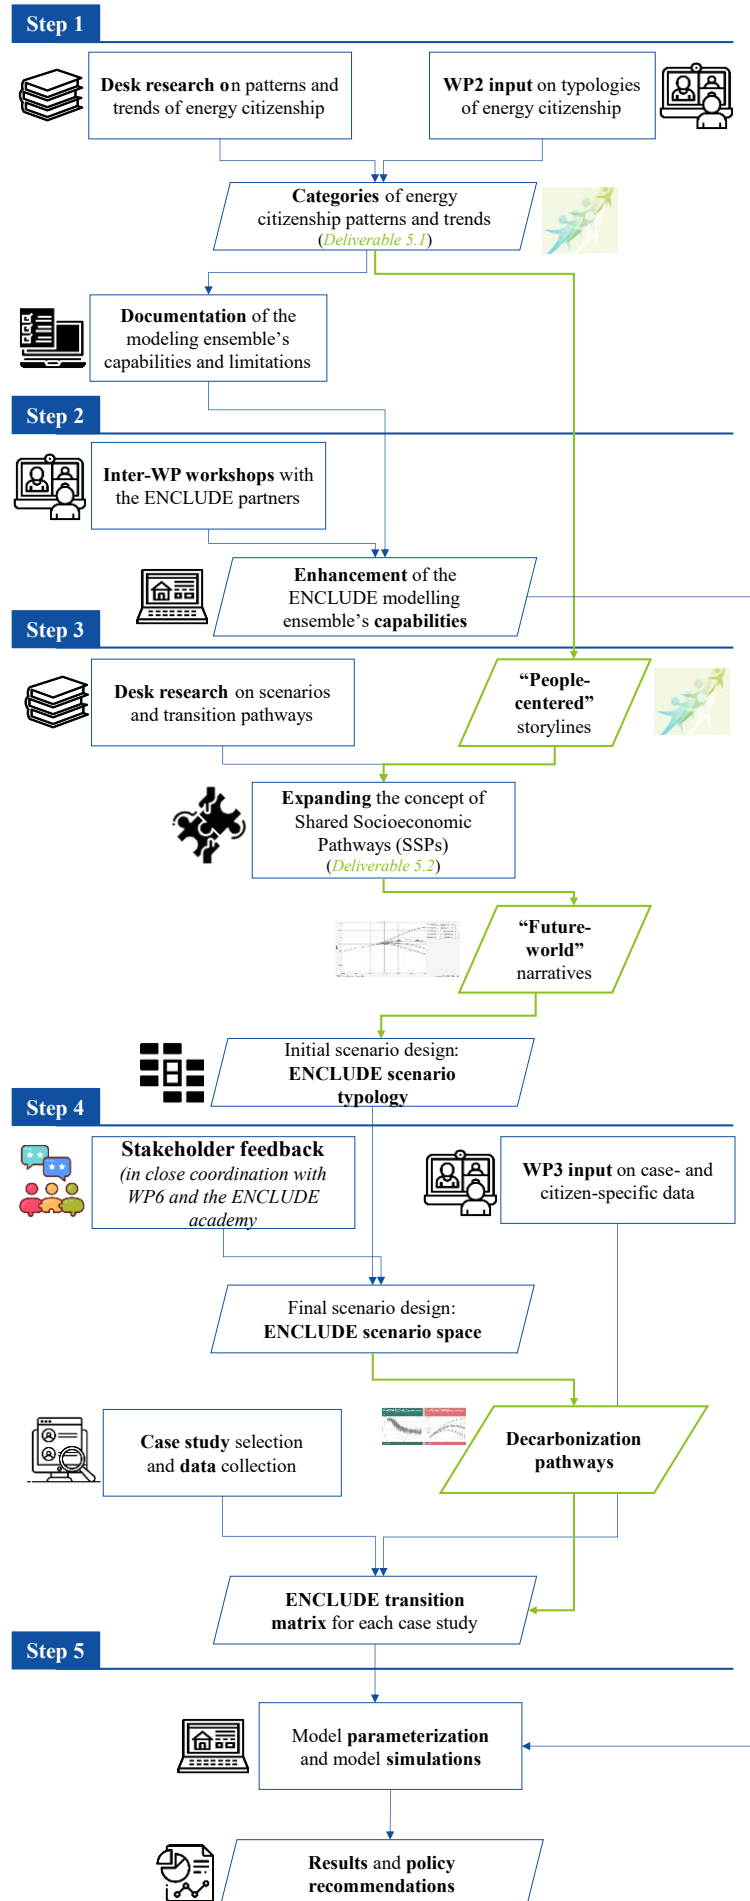 Step 1
Desk research on patterns and
trends of energy citizenship
WP2 input on typologies
of energy citizenship
Categories of energy
citizenship patterns and trends
(Deliverable 5.1)
Documentation of the
modeling ensemble’s
capabilities and limitations
Step 2
Inter-WP workshops with
the ENCLUDE partners
Enhancement of the
ENCLUDE modelling
ensemble’s capabilities
Step 3
Desk research on scenarios
and transition pathways
“People-
centered”
storylines
Expanding the concept of
Shared Socioeconomic
Pathways (SSPs)
(Deliverable 5.2)
“Future-
world”
narratives
Initial scenario design:
ENCLUDE scenario
typology
Step 4
Stakeholder feedback
(in close coordination with
WP6 and the ENCLUDE
academy
WP3 input on case- and
citizen-specific data
Final scenario design:
ENCLUDE scenario space
Case study selection
and data collection
Decarbonization
pathways
ENCLUDE transition
matrix for each case study
Step 5
Model parameterization
and model simulations
Results and policy
recommendations